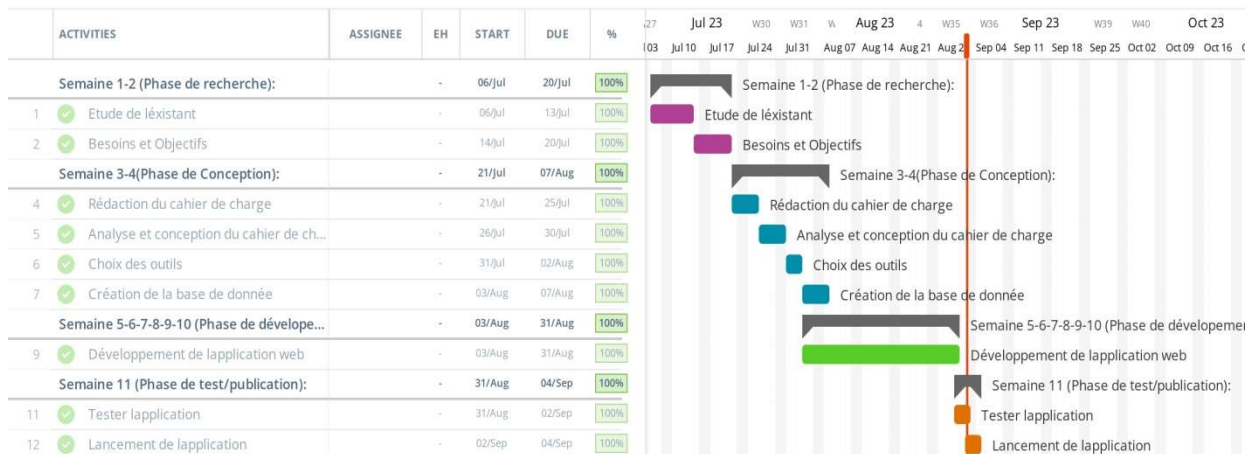 W27 Jul 23 W30 W31 Aug 23 4 W35 W36 Sep 23 W39 W40 Oct 23
ACTIVITIES ASSIGNEE EH START DUE %
03 Jul 10 Jul 17 Jul 24 Jul 31 Aug 07 Aug 14 Aug 21 Aug 2 Sep 04 Sep 11 Sep 18 Sep 25 Oct 02 Oct 09 Oct 16
Semaine 1-2 (Phase de recherche): - 06/Jul 20/Jul 100% Semaine 1-2 (Phase de recherche):
1 Etude de léxistant - 06/Jul 13/Jul 100% Etude de léxistant
2 Besoins et Objectifs - 14/Jul 20/Jul 100% Besoins et Objectifs
Semaine 3-4(Phase de Conception): - 21/Jul 07/Aug 100% Semaine 3-4(Phase de Conception):
4 Rédaction du cahier de charge - 21/Jul 25/Jul 100% Rédaction du cahier de charge
5 Analyse et conception du cahier de ch... - 26/Jul 30/Jul 100% Analyse et conception du cahier de charge
6 Choix des outils - 31/Jul 02/Aug 100% Choix des outils
7 Création de la base de donnée - 03/Aug 07/Aug 100% Création de la base de donnée
Semaine 5-6-7-8-9-10 (Phase de dévelope... - 03/Aug 31/Aug 100% Semaine 5-6-7-8-9-10 (Phase de dévelopemer
9 Développement de lapplication web - 03/Aug 31/Aug 100% Développement de lapplication web
Semaine 11 (Phase de test/publication): - 31/Aug 04/Sep 100% Semaine 11 (Phase de test/publication):
11 Tester lapplication - 31/Aug 02/Sep 100% Tester lapplication
12 Lancement de lapplication - 02/Sep 04/Sep 100% Lancement de lapplication